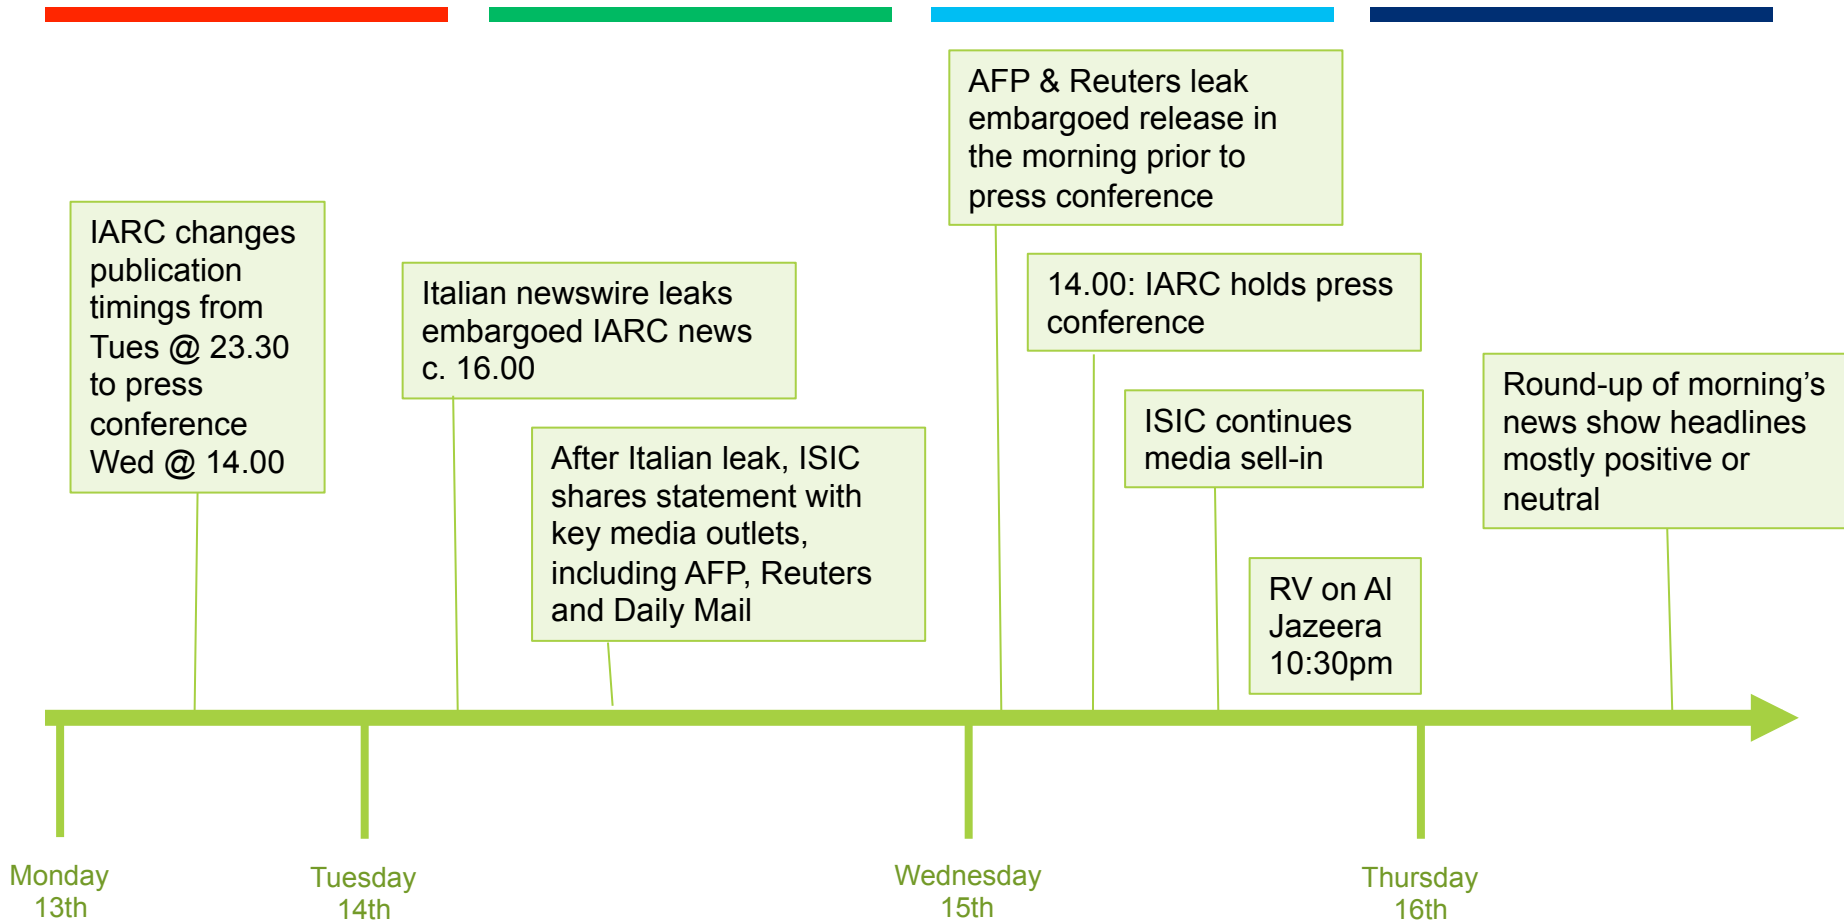 IARC changes
publication
timings from
Tues @ 23.30
to press
conference
Wed @ 14.00
Italian newswire leaks
embargoed IARC news
c. 16.00
After Italian leak, ISIC
shares statement with
key media outlets,
including AFP, Reuters
and Daily Mail
AFP & Reuters leak
embargoed release in
the morning prior to
press conference
14.00: IARC holds press
conference
ISIC continues
media sell-in
RV on Al
Jazeera
10:30pm
Round-up of morning’s
news show headlines
mostly positive or
neutral
Monday
13th
Tuesday
14th
Wednesday
15th
Thursday
16th